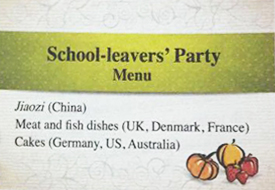 School-leavers’ Party
Menu
Jiaozi (China)
Meat and fish dishes (UK, Denmark, France)
Cakes (Germany, US, Australia)